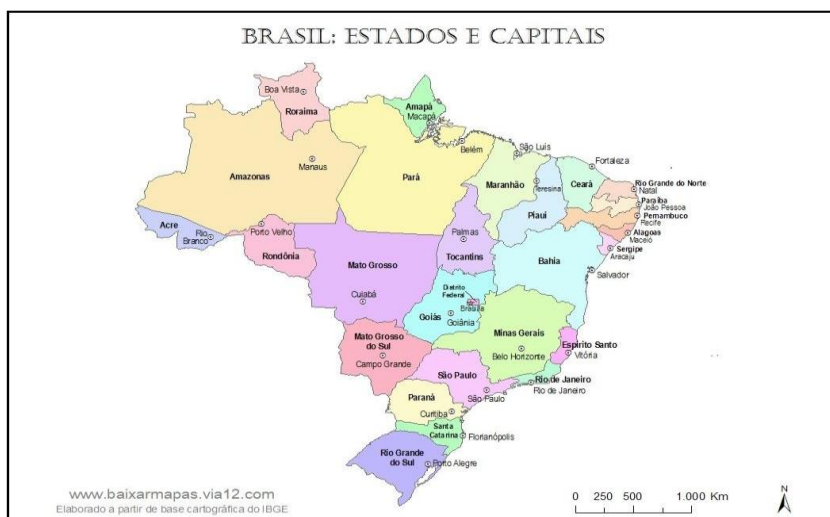 BRASIL: ESTADOS E CAPITAIS
Boa Vista
Roraima
Amapá
Macapá
Belém
São Luís
Fortaleza
Manaus
Amazonas
Pará
Maranhão
Teresina
Ceará
Rio Grande do Norte
Natal
Paraíba
João Pessoa
Pernambuco
Recife
Piauí
Alagoas
Maceio
Sergipe
Aracaju
Acre
Rio
Branco
Porto Velho
Rondônia
Mato Grosso
Palmas
Tocantins
Bahia
Salvador
Cuiabá
Distrito
Federal
Brasília
Goiás
Goiânia
Minas Gerais
Belo Horizonte
Espírito Santo
Vitória
Mato Grosso
do Sul
Campo Grande
São Paulo
São Paulo
Rio de Janeiro
Rio de Janeiro
Paraná
Curitiba
Santa
Catarina
Florianópolis
Rio Grande
do Sul
Porto Alegre
www.baixarmapas.via12.com
Elaborado a partir de base cartográfica do IBGE
0 250 500 1.000 Km
N